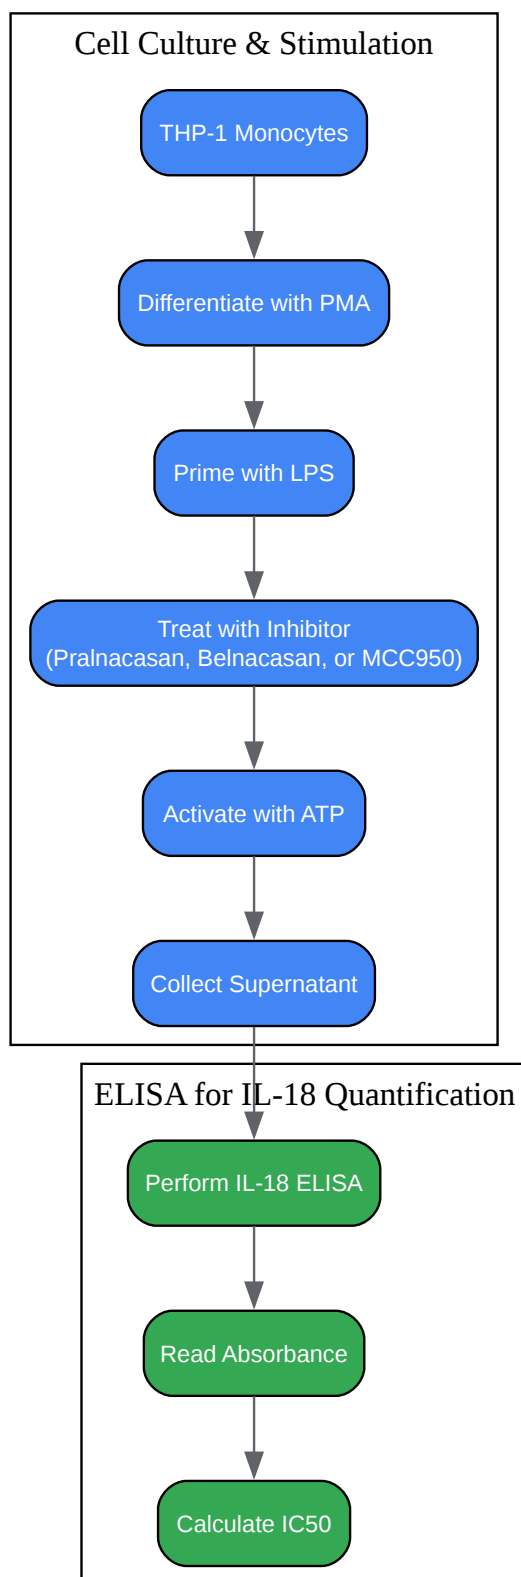 Cell Culture & Stimulation
THP-1 Monocytes
Differentiate with PMA
Prime with LPS
Treat with Inhibitor
(Pralnacasan, Belnacasan, or MCC950)
Activate with ATP
Collect Supernatant
ELISA for IL-18 Quantification
Perform IL-18 ELISA
Read Absorbance
Calculate IC50